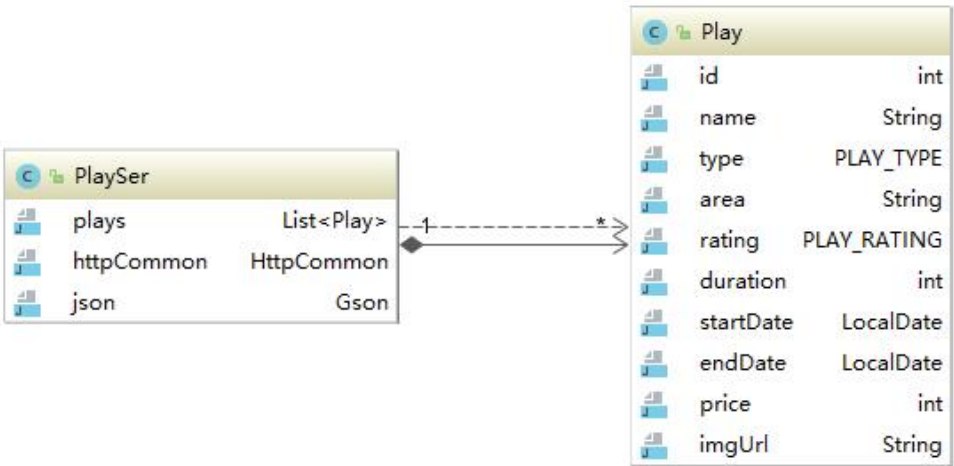 C PlaySer
plays List<Play>
httpCommon HttpCommon
json Gson
1 *
C Play
id int
name String
type PLAY_TYPE
area String
rating PLAY_RATING
duration int
startDate LocalDate
endDate LocalDate
price int
imgUrl String